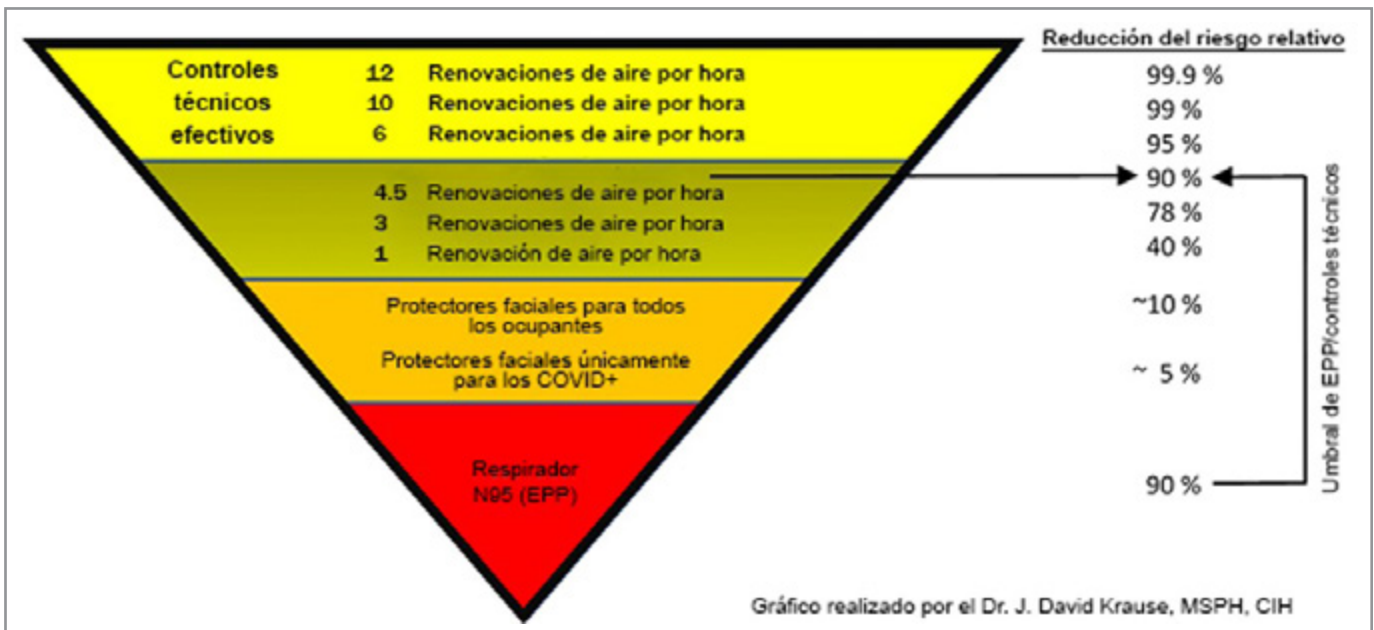 Reducción del riesgo relativo
Controles
técnicos
efectivos
12 Renovaciones de aire por hora
99.9 %
10 Renovaciones de aire por hora
99 %
6 Renovaciones de aire por hora
95 %
90 %
4.5 Renovaciones de aire por hora
78 %
3 Renovaciones de aire por hora
40 %
1 Renovación de aire por hora
Protectores faciales para todos
los ocupantes
~10 %
Protectores faciales únicamente
para los COVID+
~ 5 %
Respirador
N95 (EPP)
90 %
Umbral de EPP/controles técnicos
Gráfico realizado por el Dr. J. David Krause, MSPH, CIH